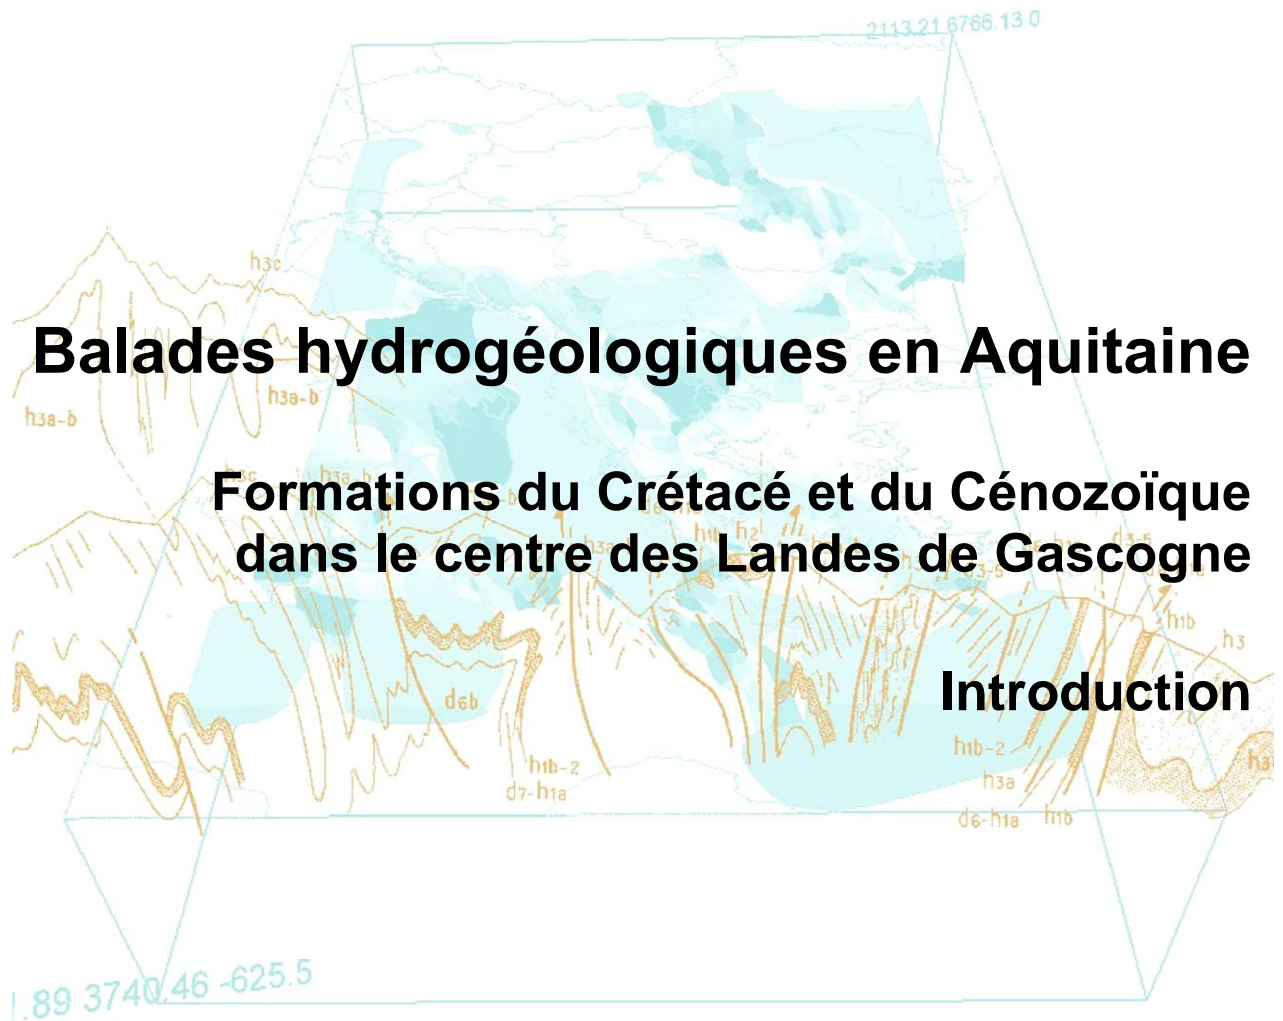 2113.21 6766.13 0
h3c
Balades hydrogéologiques en Aquitaine
h3a-b
h3a-b
Formations du Crétacé et du Cénozoïque
dans le centre des Landes de Gascogne
h1b
h3
Introduction
d6b
h1b-2
h1b-2
h3a
d7-h1a
d6-h1a h1b
.89 3740.46 -625.5